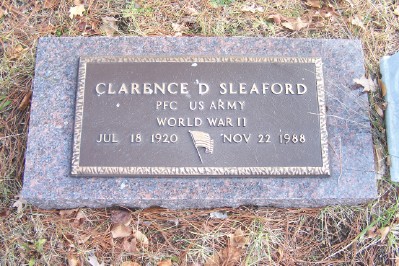 CLARENCE D SLEAFORD
PFC US ARMY
WORLD WAR II
JUL 18 1920 NOV 22 1988